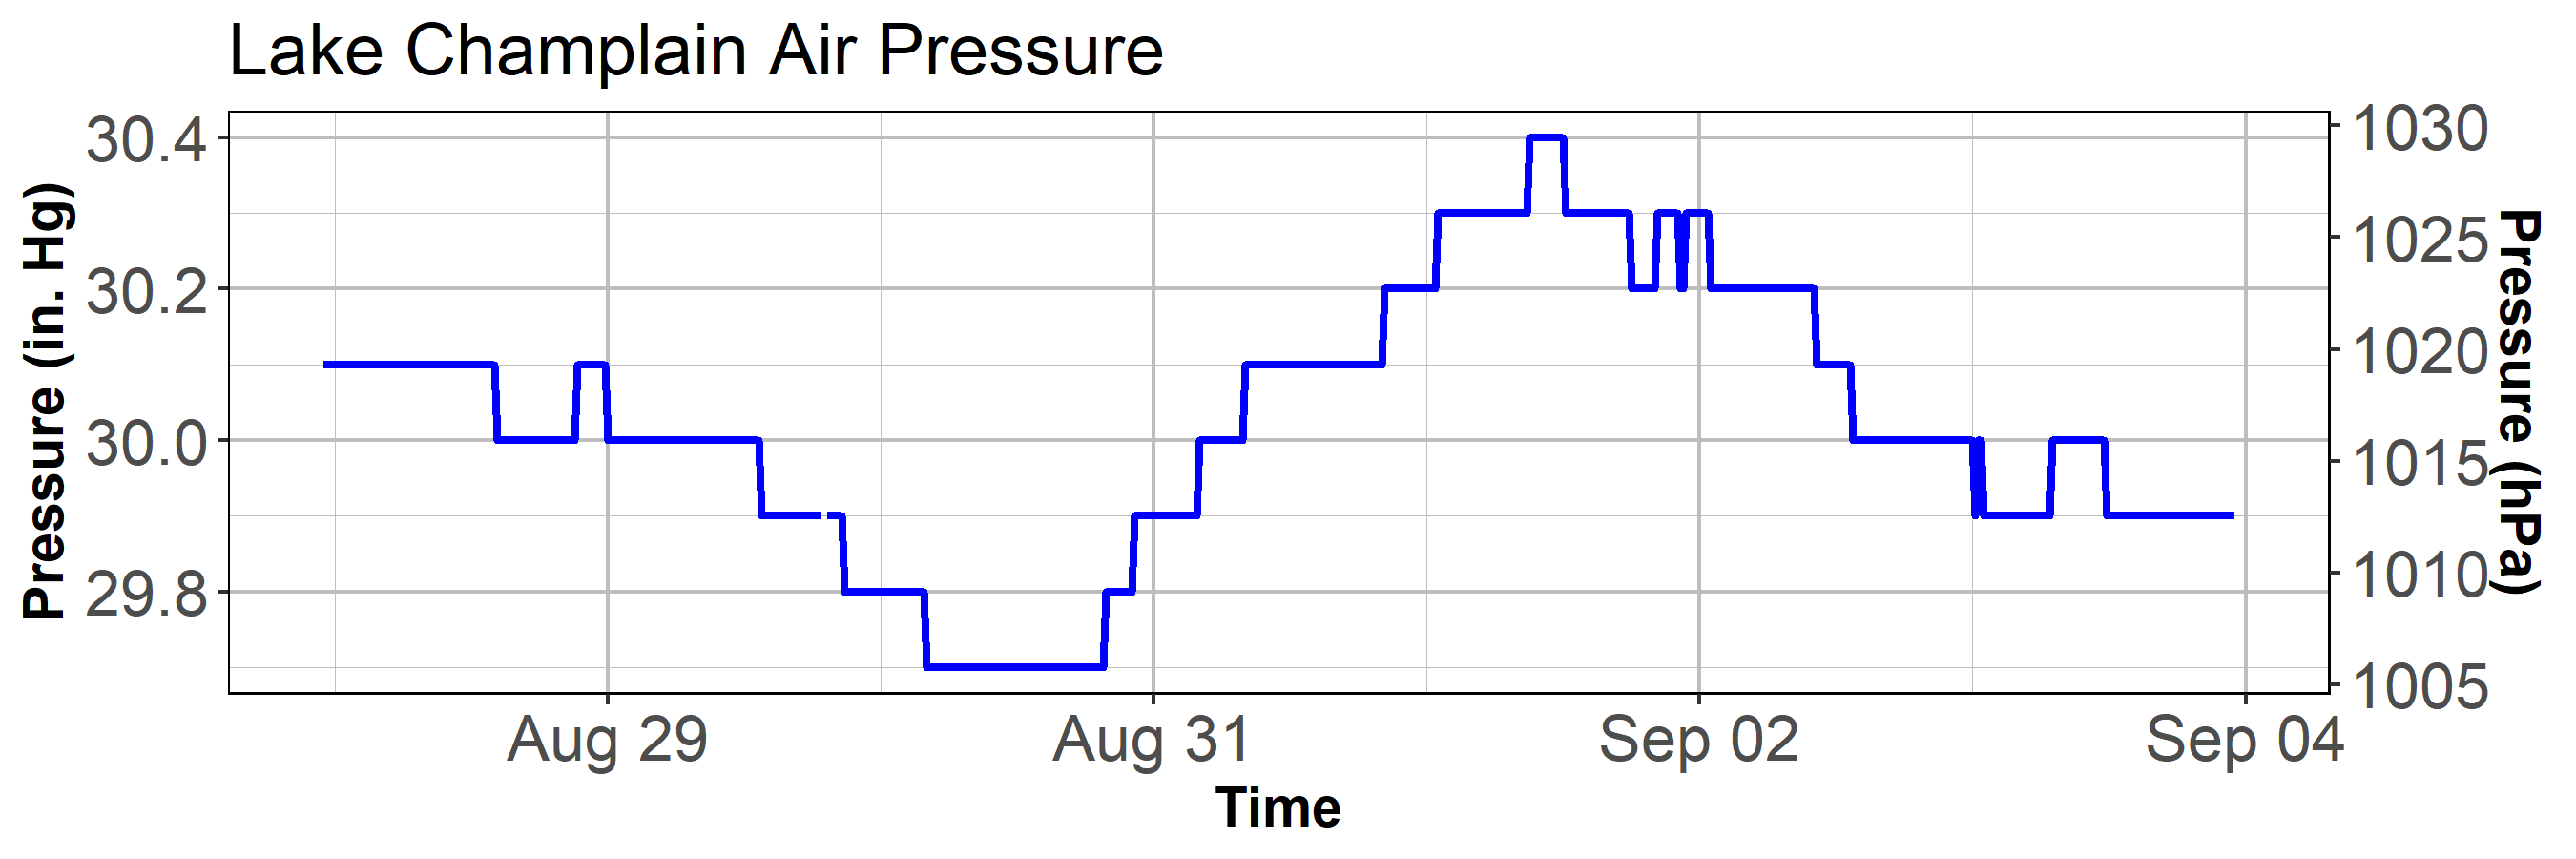 Lake Champlain Air Pressure
Pressure (in. Hg)
30.4
30.2
30.0
29.8
1030
1025
1020
1015
1010
1005
Pressure (hPa)
Aug 29 Aug 31 Sep 02 Sep 04
Time